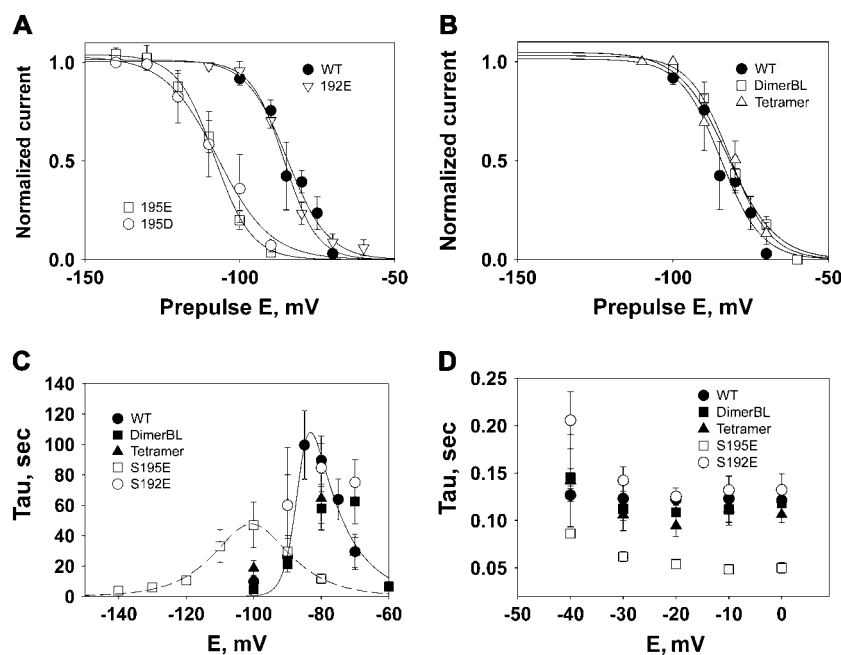 A
Normalized current
1.0
0.5
0.0
WT
192E
195E
195D
-150
-100
-50
Prepulse E, mV
B
Normalized current
1.0
0.5
0.0
WT
DimerBL
Tetramer
-150
-100
-50
Prepulse E, mV
C
Tau, sec
140
120
100
80
60
40
20
0
WT
DimerBL
Tetramer
S195E
S192E
-140
-120
-100
-80
-60
E, mV
D
Tau, sec
0.25
0.20
0.15
0.10
0.05
WT
DimerBL
Tetramer
S195E
S192E
-50
-40
-30
-20
-10
0
E, mV